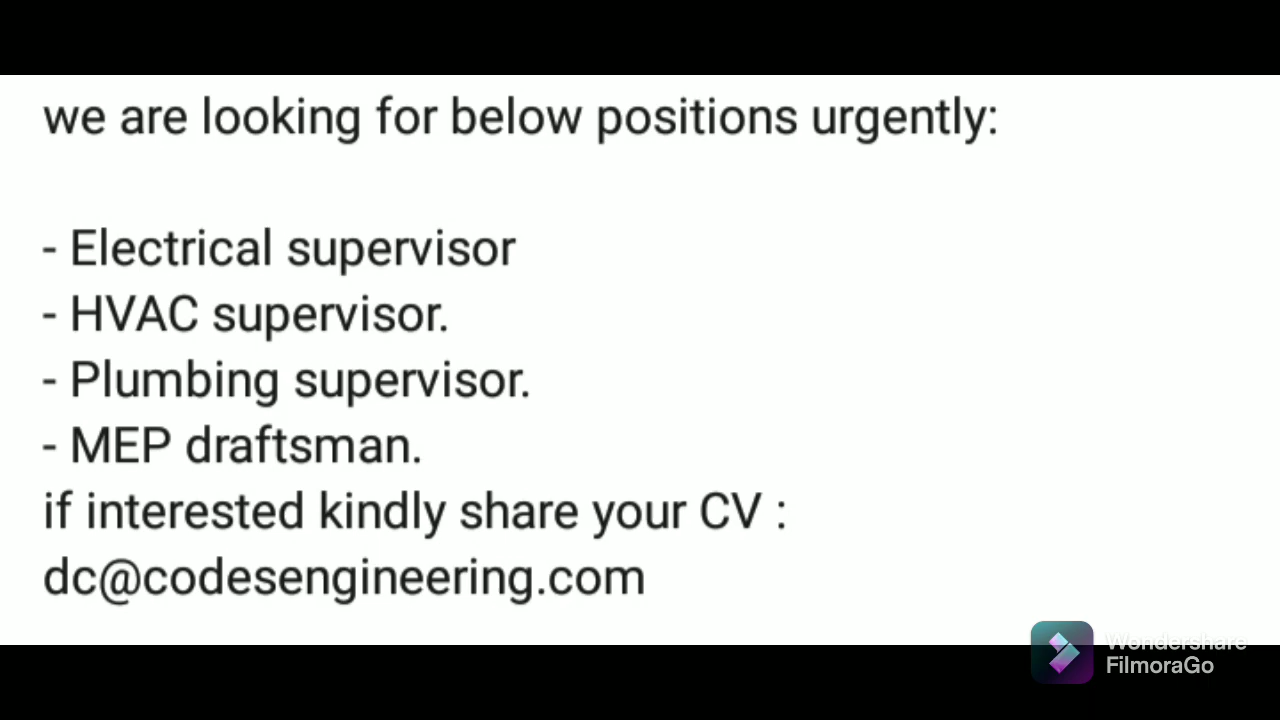 we are looking for below positions urgently:
- Electrical supervisor
- HVAC supervisor.
- Plumbing supervisor.
- MEP draftsman.
if interested kindly share your CV :
dc@codesengineering.com
Wondershare
FilmoraGo